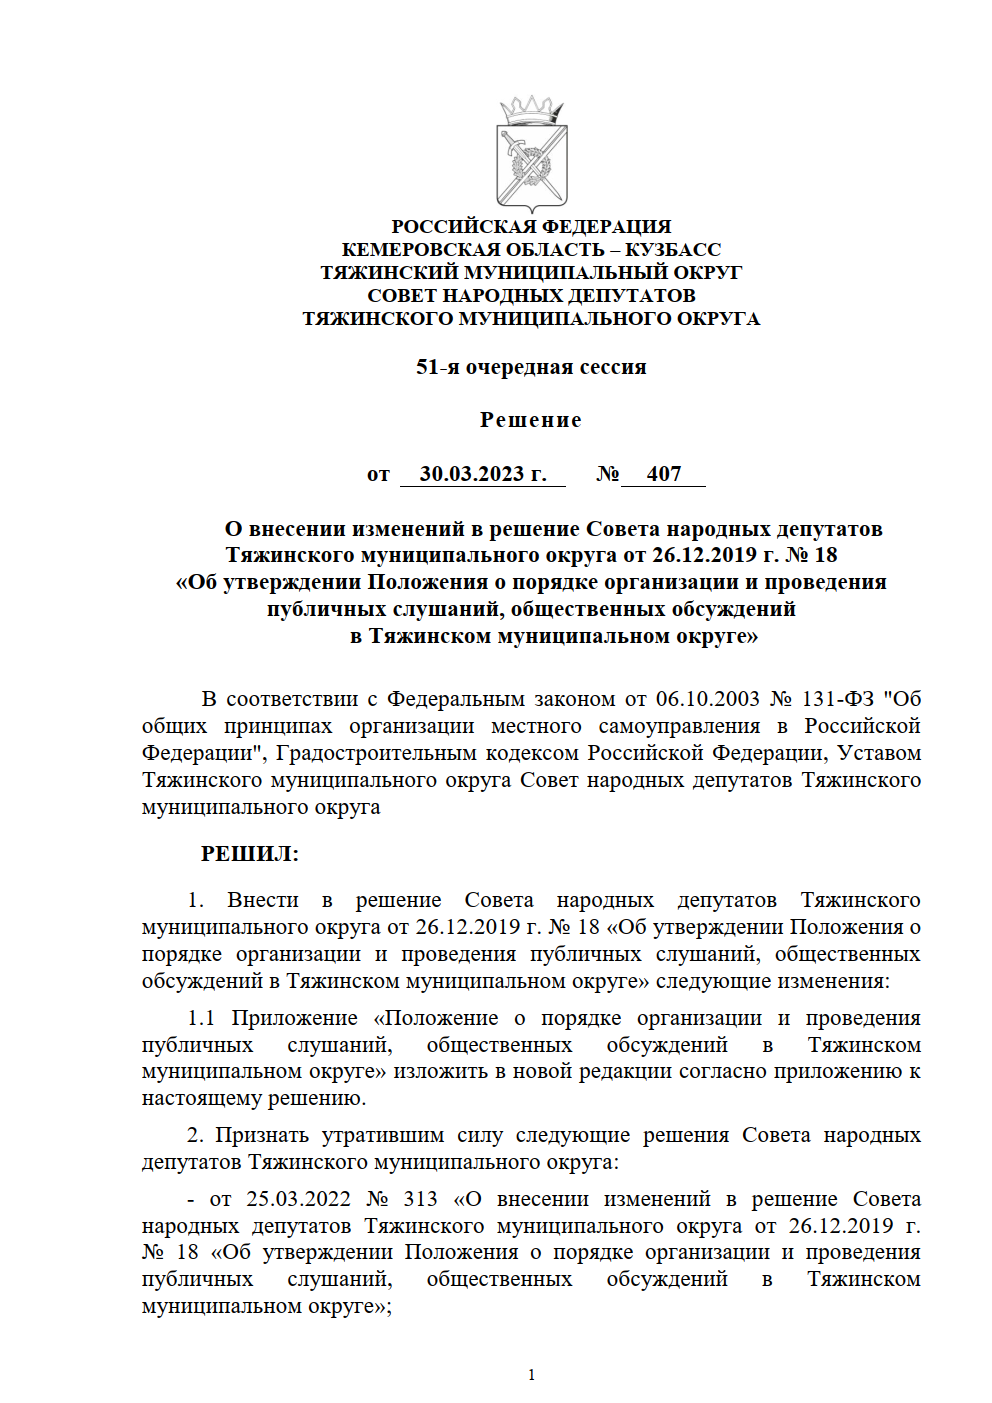 РОССИЙСКАЯ ФЕДЕРАЦИЯ
КЕМЕРОВСКАЯ ОБЛАСТЬ – КУЗБАСС
ТЯЖИНСКИЙ МУНИЦИПАЛЬНЫЙ ОКРУГ
СОВЕТ НАРОДНЫХ ДЕПУТАТОВ
ТЯЖИНСКОГО МУНИЦИПАЛЬНОГО ОКРУГА
51-я очередная сессия
Решение
от 30.03.2023 г. № 407
О внесении изменений в решение Совета народных депутатов
Тяжинского муниципального округа от 26.12.2019 г. № 18
«Об утверждении Положения о порядке организации и проведения
публичных слушаний, общественных обсуждений
в Тяжинском муниципальном округе»
В соответствии с Федеральным законом от 06.10.2003 № 131-ФЗ "Об
общих принципах организации местного самоуправления в Российской
Федерации", Градостроительным кодексом Российской Федерации, Уставом
Тяжинского муниципального округа Совет народных депутатов Тяжинского
муниципального округа
РЕШИЛ:
1. Внести в решение Совета народных депутатов Тяжинского
муниципального округа от 26.12.2019 г. № 18 «Об утверждении Положения о
порядке организации и проведения публичных слушаний, общественных
обсуждений в Тяжинском муниципальном округе» следующие изменения:
1.1 Приложение «Положение о порядке организации и проведения
публичных слушаний, общественных обсуждений в Тяжинском
муниципальном округе» изложить в новой редакции согласно приложению к
настоящему решению.
2. Признать утратившим силу следующие решения Совета народных
депутатов Тяжинского муниципального округа:
- от 25.03.2022 № 313 «О внесении изменений в решение Совета
народных депутатов Тяжинского муниципального округа от 26.12.2019 г.
№ 18 «Об утверждении Положения о порядке организации и проведения
публичных слушаний, общественных обсуждений в Тяжинском
муниципальном округе»;
1